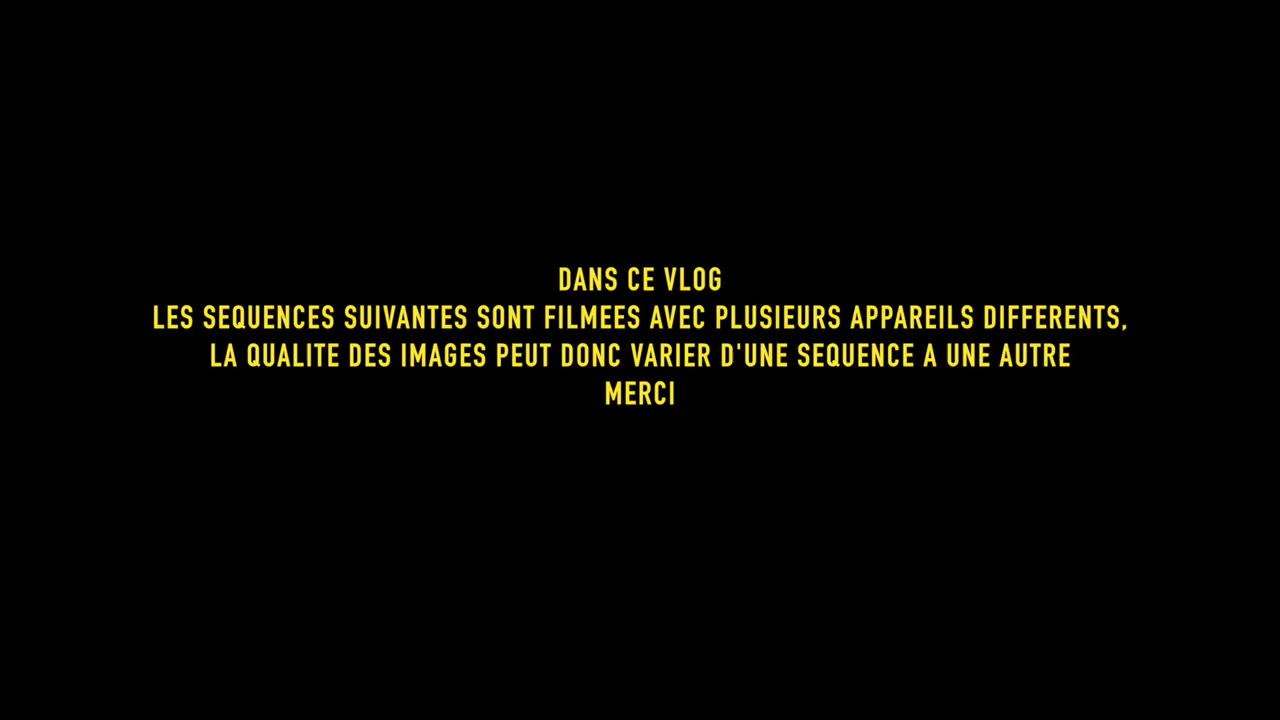 DANS CE VLOG
LES SEQUENCES SUIVANTES SONT FILMEES AVEC PLUSIEURS APPAREILS DIFFERENTS,
LA QUALITE DES IMAGES PEUT DONC VARIER D'UNE SEQUENCE A UNE AUTRE
MERCI